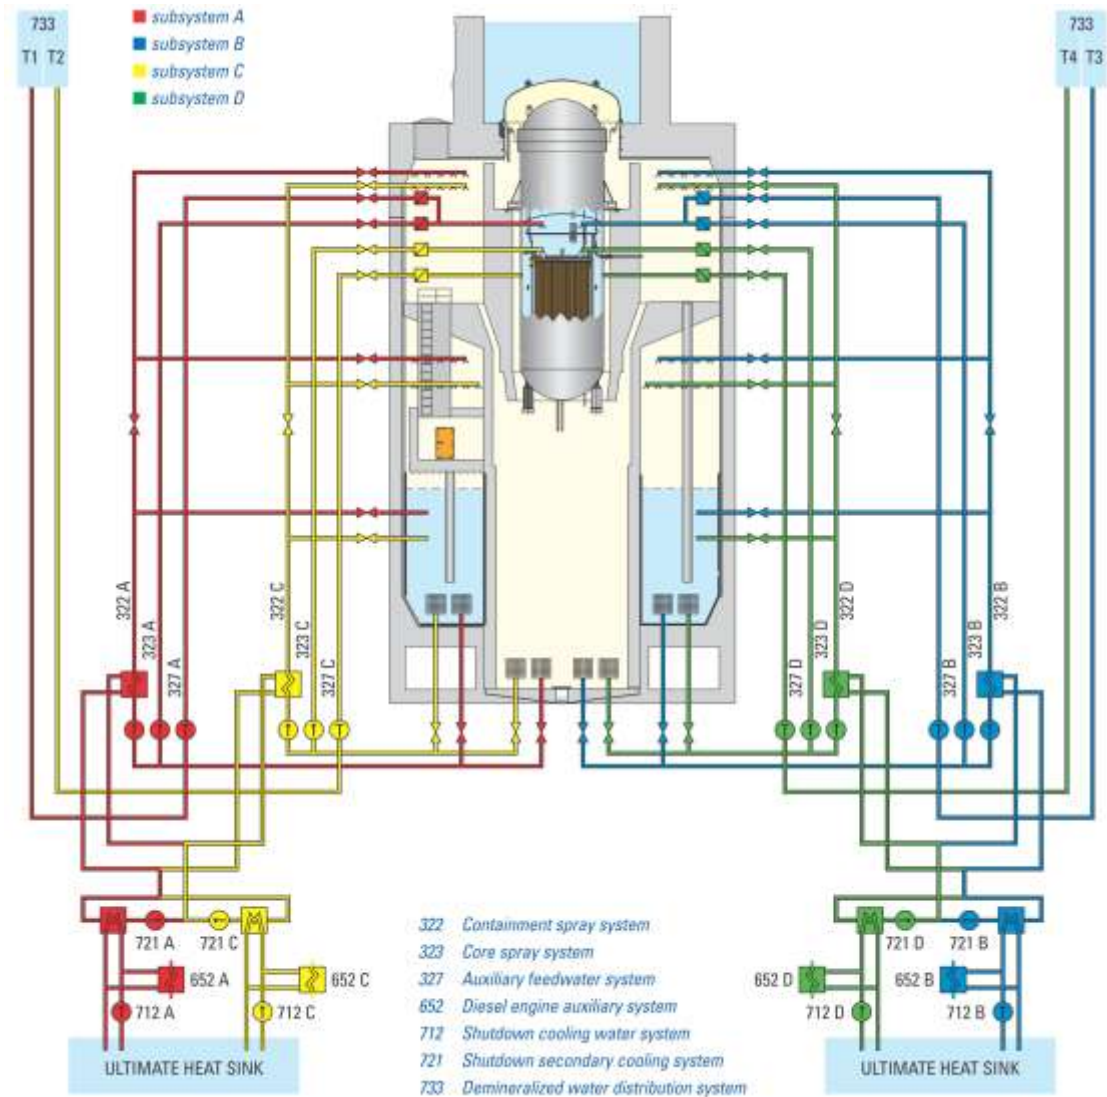 733
T1 T2
subsystem A
subsystem B
subsystem C
subsystem D
733
T4 T3
322 A
323 A
327 A
322 C
323 C
327 C
327 D
323 D
322 D
327 B
323 B
322 B
721 A
721 C
652 A
652 C
712 A
712 C
ULTIMATE HEAT SINK
322 Containment spray system
323 Core spray system
327 Auxiliary feedwater system
652 Diesel engine auxiliary system
712 Shutdown cooling water system
721 Shutdown secondary cooling system
733 Demineralized water distribution system
721 D
721 B
652 D
652 B
712 D
712 B
ULTIMATE HEAT SINK